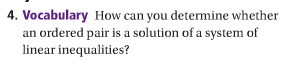 4. Vocabulary How can you determine whether
an ordered pair is a solution of a system of
linear inequalities?